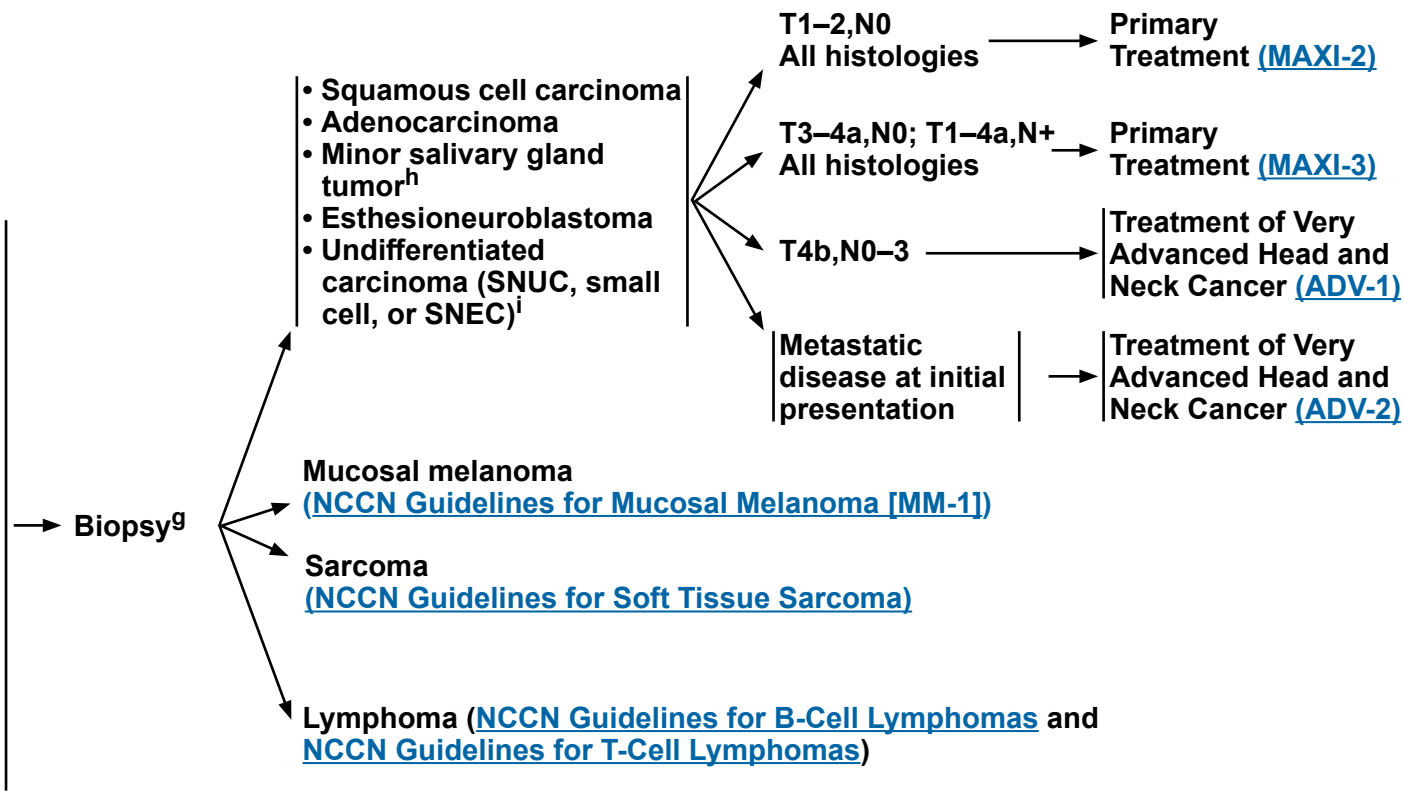 T1–2,N0
All histologies
Primary
Treatment (MAXI-2)
• Squamous cell carcinoma
• Adenocarcinoma
• Minor salivary gland
tumorh
• Esthesioneuroblastoma
• Undifferentiated
carcinoma (SNUC, small
cell, or SNEC)i
T3–4a,N0; T1–4a,N+
All histologies
Primary
Treatment (MAXI-3)
T4b,N0–3
Treatment of Very
Advanced Head and
Neck Cancer (ADV-1)
Metastatic
disease at initial
presentation
Treatment of Very
Advanced Head and
Neck Cancer (ADV-2)
Biopsyg
Mucosal melanoma
(NCCN Guidelines for Mucosal Melanoma [MM-1])
Sarcoma
(NCCN Guidelines for Soft Tissue Sarcoma)
Lymphoma (NCCN Guidelines for B-Cell Lymphomas and
NCCN Guidelines for T-Cell Lymphomas)